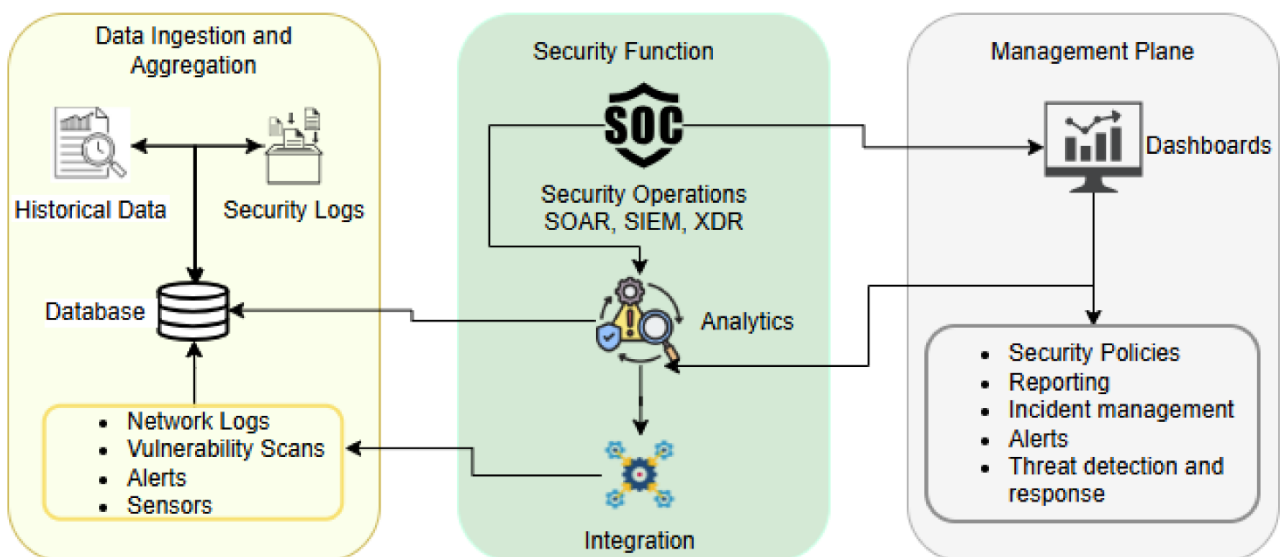 Data Ingestion and
Aggregation
Historical Data
Security Logs
Database
• Network Logs
• Vulnerability Scans
• Alerts
• Sensors
Security Function
SOC
Security Operations
SOAR, SIEM, XDR
Analytics
Integration
Management Plane
Dashboards
• Security Policies
• Reporting
• Incident management
• Alerts
• Threat detection and
response